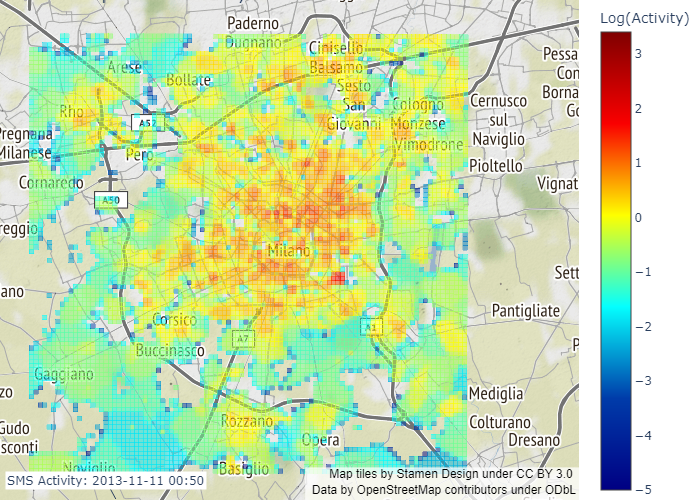 Log(Activity)
Paderno
Dugnano
Cinisello
Balsamo
Arese
Bollate
Sesto
San
Giovanni
Rho
A52
Cologno
Monzese
Vimodrone
Cernusco
sul
Naviglio
Pessa
Con
Borna
Go
Pregnana
Milanese
Pero
Pioltello
Cornaredo
A50
Vignat
reggio
Milano
Sett
ano
Pantigliate
Corsico
A1
A7
Buccinasco
P
Gaggiano
zo
Mediglia
Gudo
sconti
Rozzano
Opera
Colturano
Dresano
Noviglio
Basiglio
SMS Activity: 2013-11-11 00:50
Map tiles by Stamen Design under CC BY 3.0
Data by OpenStreetMap contributors under ODbL
3
2
1
0
−1
−2
−3
−4
−5